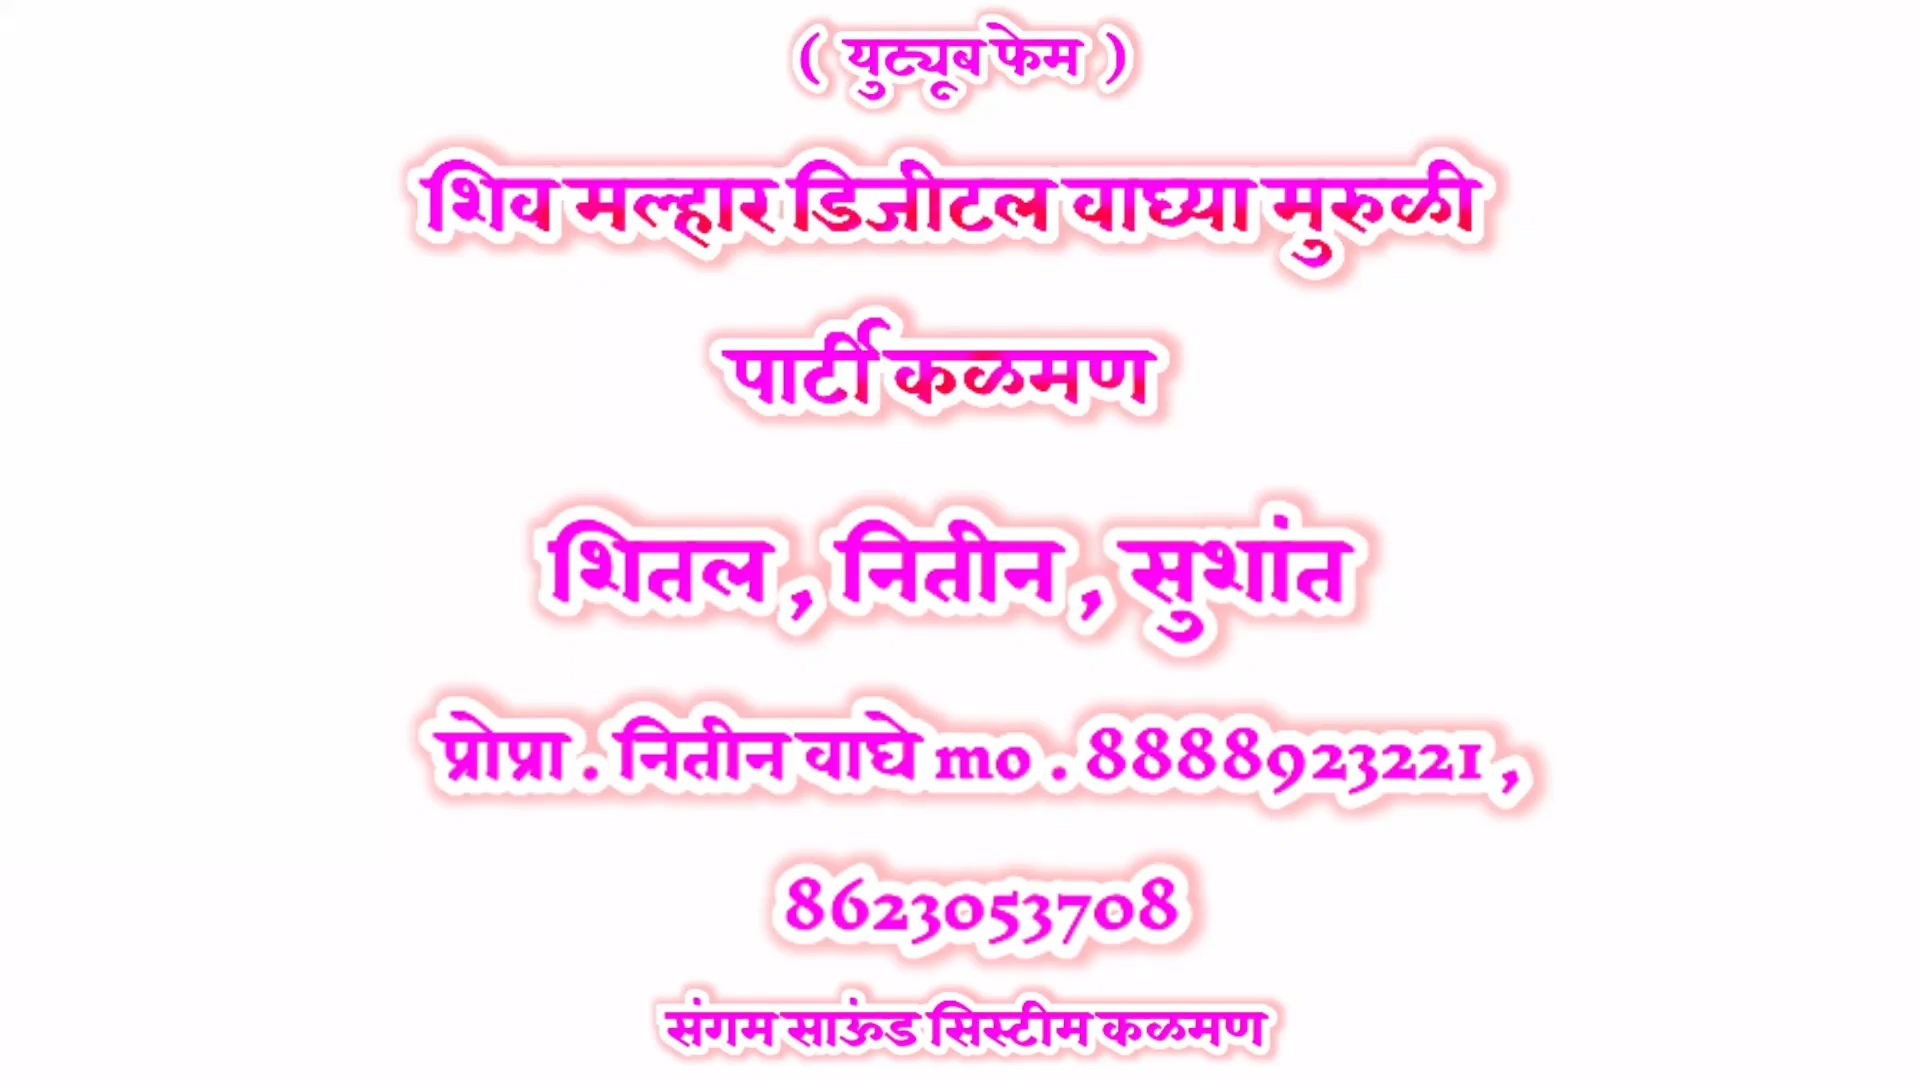 ( युट्यूब फेम )
शिव मल्हार डिजीटल वाघ्या मुरुळी
पार्टी कळमण
शितल , नितीन , सुशांत
प्रोप्रा . नितीन वाघे mo . 8888923221 ,
8623053708
संगम साऊंड सिस्टीम कळमण